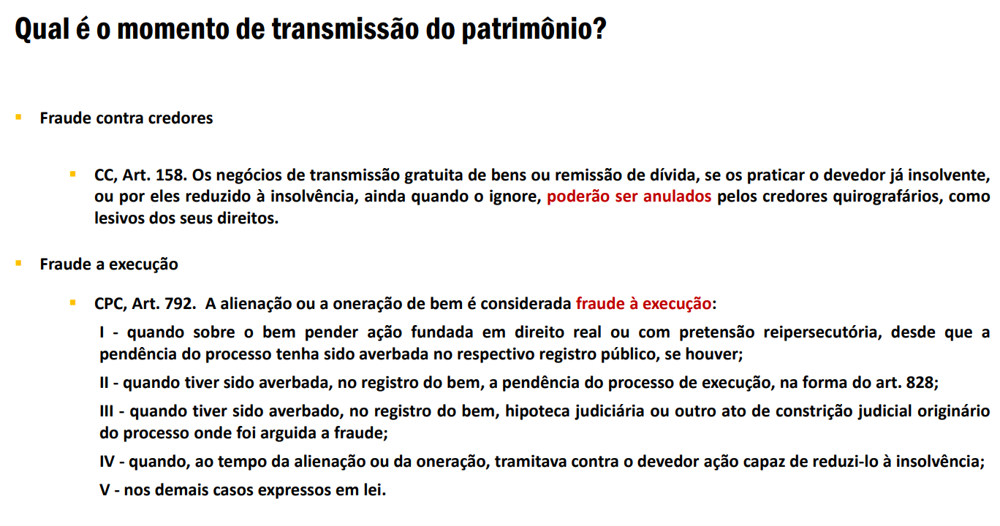 Qual é o momento de transmissão do patrimônio?
Fraude contra credores
CC, Art. 158. Os negócios de transmissão gratuita de bens ou remissão de dívida, se os praticar o devedor já insolvente,
ou por eles reduzido à insolvência, ainda quando o ignore, poderão ser anulados pelos credores quirografários, como
lesivos dos seus direitos.
Fraude a execução
CPC, Art. 792. A alienação ou a oneração de bem é considerada fraude à execução:
I - quando sobre o bem pender ação fundada em direito real ou com pretensão reipersecutória, desde que a
pendência do processo tenha sido averbada no respectivo registro público, se houver;
II - quando tiver sido averbada, no registro do bem, a pendência do processo de execução, na forma do art. 828;
III - quando tiver sido averbado, no registro do bem, hipoteca judiciária ou outro ato de constrição judicial originário
do processo onde foi arguida a fraude;
IV - quando, ao tempo da alienação ou da oneração, tramitava contra o devedor ação capaz de reduzi-lo à insolvência;
V - nos demais casos expressos em lei.